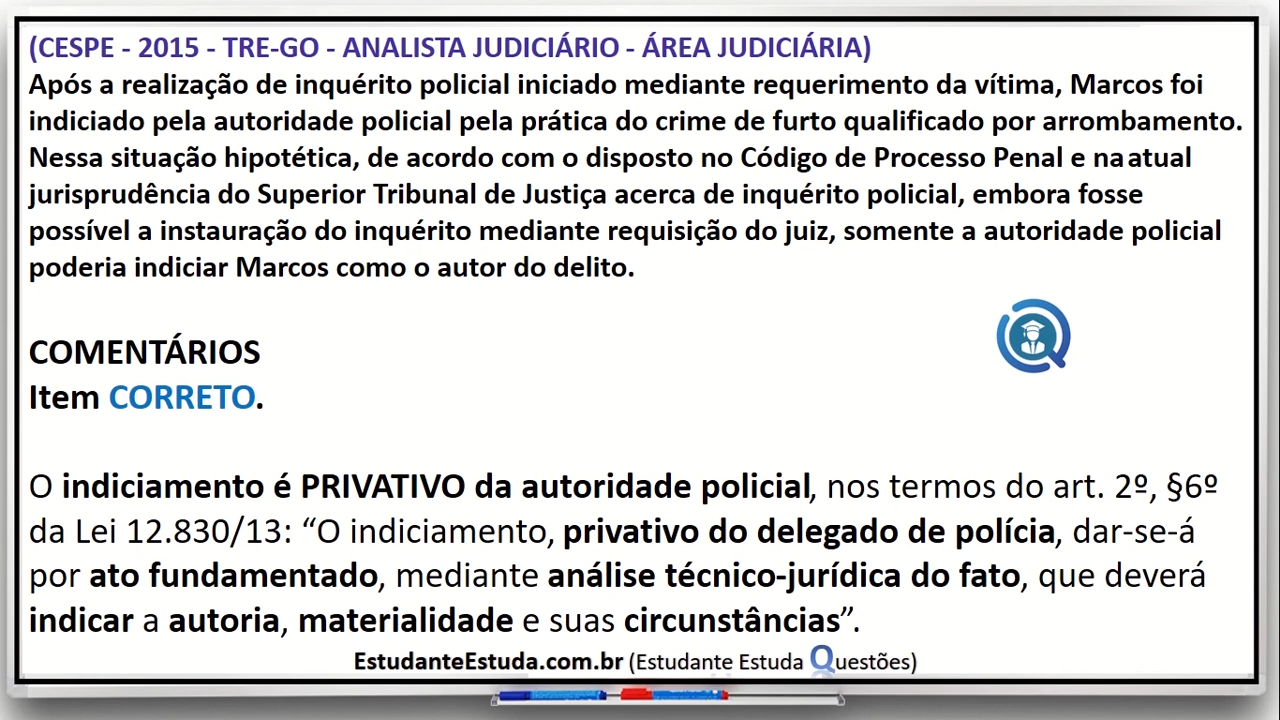 (CESPE - 2015 - TRE-GO - ANALISTA JUDICIÁRIO - ÁREA JUDICIÁRIA)
Após a realização de inquérito policial iniciado mediante requerimento da vítima, Marcos foi
indiciado pela autoridade policial pela prática do crime de furto qualificado por arrombamento.
Nessa situação hipotética, de acordo com o disposto no Código de Processo Penal e na atual
jurisprudência do Superior Tribunal de Justiça acerca de inquérito policial, embora fosse
possível a instauração do inquérito mediante requisição do juiz, somente a autoridade policial
poderia indiciar Marcos como o autor do delito.
COMENTÁRIOS
Item CORRETO.
O indiciamento é PRIVATIVO da autoridade policial, nos termos do art. 2º, §6º
da Lei 12.830/13: “O indiciamento, privativo do delegado de polícia, dar-se-á
por ato fundamentado, mediante análise técnico-jurídica do fato, que deverá
indicar a autoria, materialidade e suas circunstâncias”.
EstudanteEstuda.com.br (Estudante Estuda Questões)